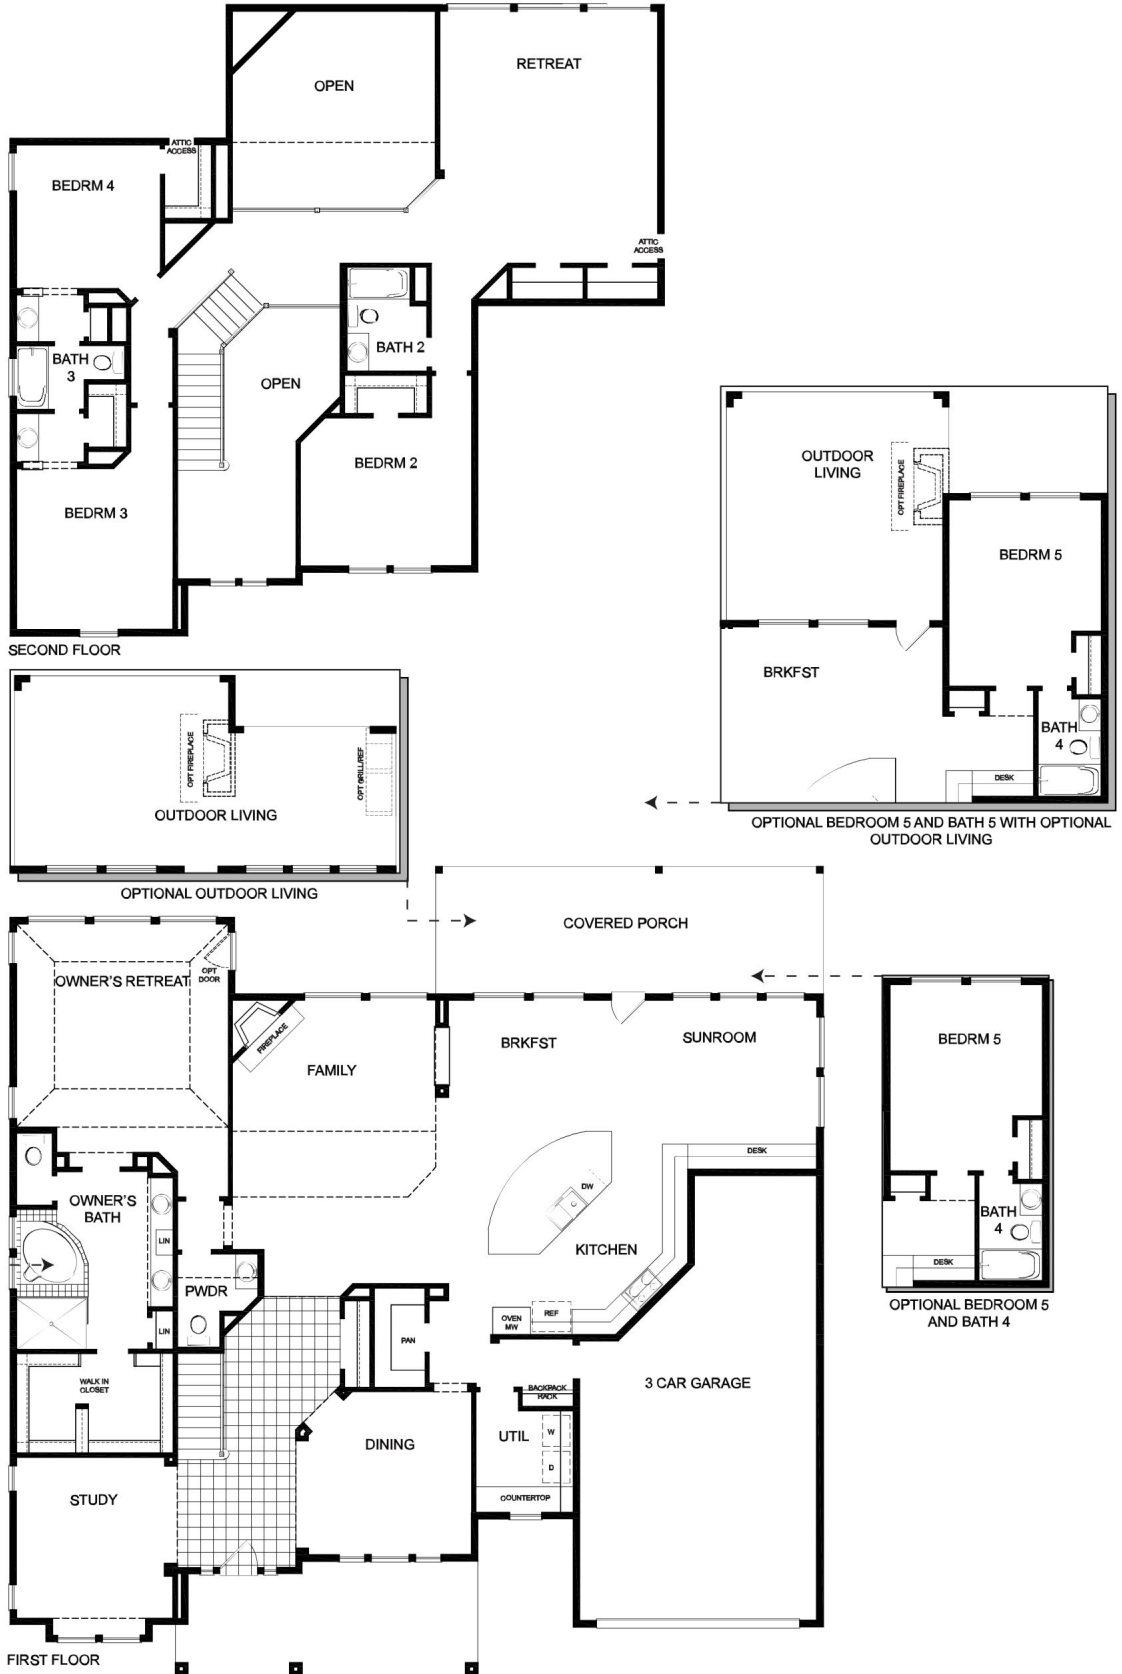 OPEN
RETREAT
ATTIC
ACCESS
BEDRM 4
ATTIC
ACCESS
BATH 2
BATH
3
OPEN
BEDRM 2
BEDRM 3
SECOND FLOOR
OUTDOOR
LIVING
OPT FIREPLACE
BEDRM 5
BRKFST
BATH
4
DESK
OPTIONAL BEDROOM 5 AND BATH 5 WITH OPTIONAL
OUTDOOR LIVING
OPT FIREPLACE
OPT GRILL/REF
OUTDOOR LIVING
OPTIONAL OUTDOOR LIVING
COVERED PORCH
OWNER'S RETREAT
OPT
DOOR
FIREPLACE
FAMILY
BRKFST
SUNROOM
DESK
OWNER'S
BATH
LIN
LIN
PWDR
DW
KITCHEN
OVEN
MW
REF
PAN
WALK IN
CLOSET
BACKPACK
RACK
3 CAR GARAGE
DINING
UTIL
W
D
COUNTERTOP
STUDY
FIRST FLOOR
BEDRM 5
BATH
4
DESK
OPTIONAL BEDROOM 5
AND BATH 4